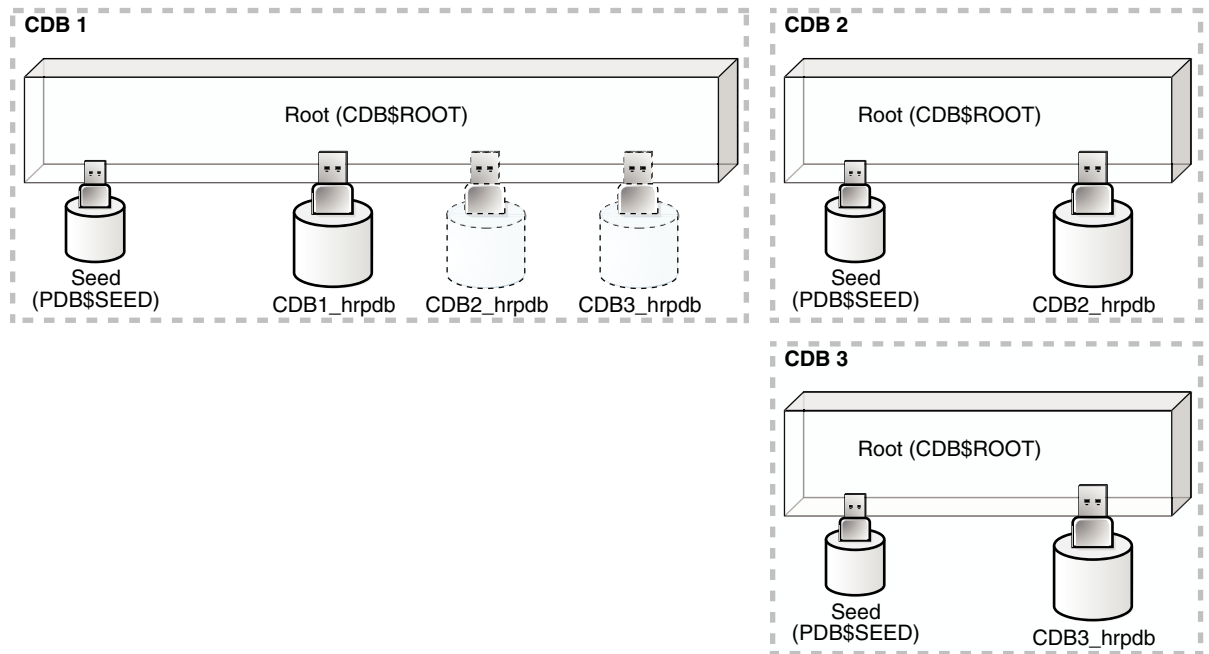 CDB 1
Root (CDB$ROOT)
Seed
(PDB$SEED)
CDB1_hrpdb
CDB2_hrpdb
CDB3_hrpdb
CDB 2
Root (CDB$ROOT)
Seed
(PDB$SEED)
CDB2_hrpdb
CDB 3
Root (CDB$ROOT)
Seed
(PDB$SEED)
CDB3_hrpdb